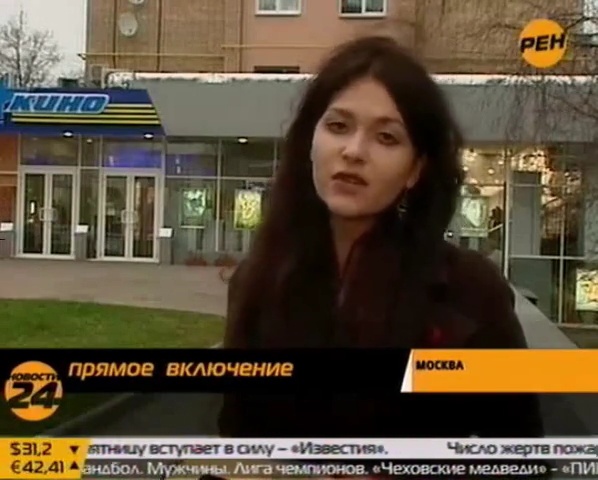 РЕН
КИНО
НОВОСТИ
24
ПРЯМОЕ ВКЛЮЧЕНИЕ
МОСКВА
$31,2 ▼
ятницу вступает в силу – «Известия». Число жертв пожар
€42,41▲
андбол. Мужчины. Лига чемпионов. «Чеховские медведи» - «ПИ